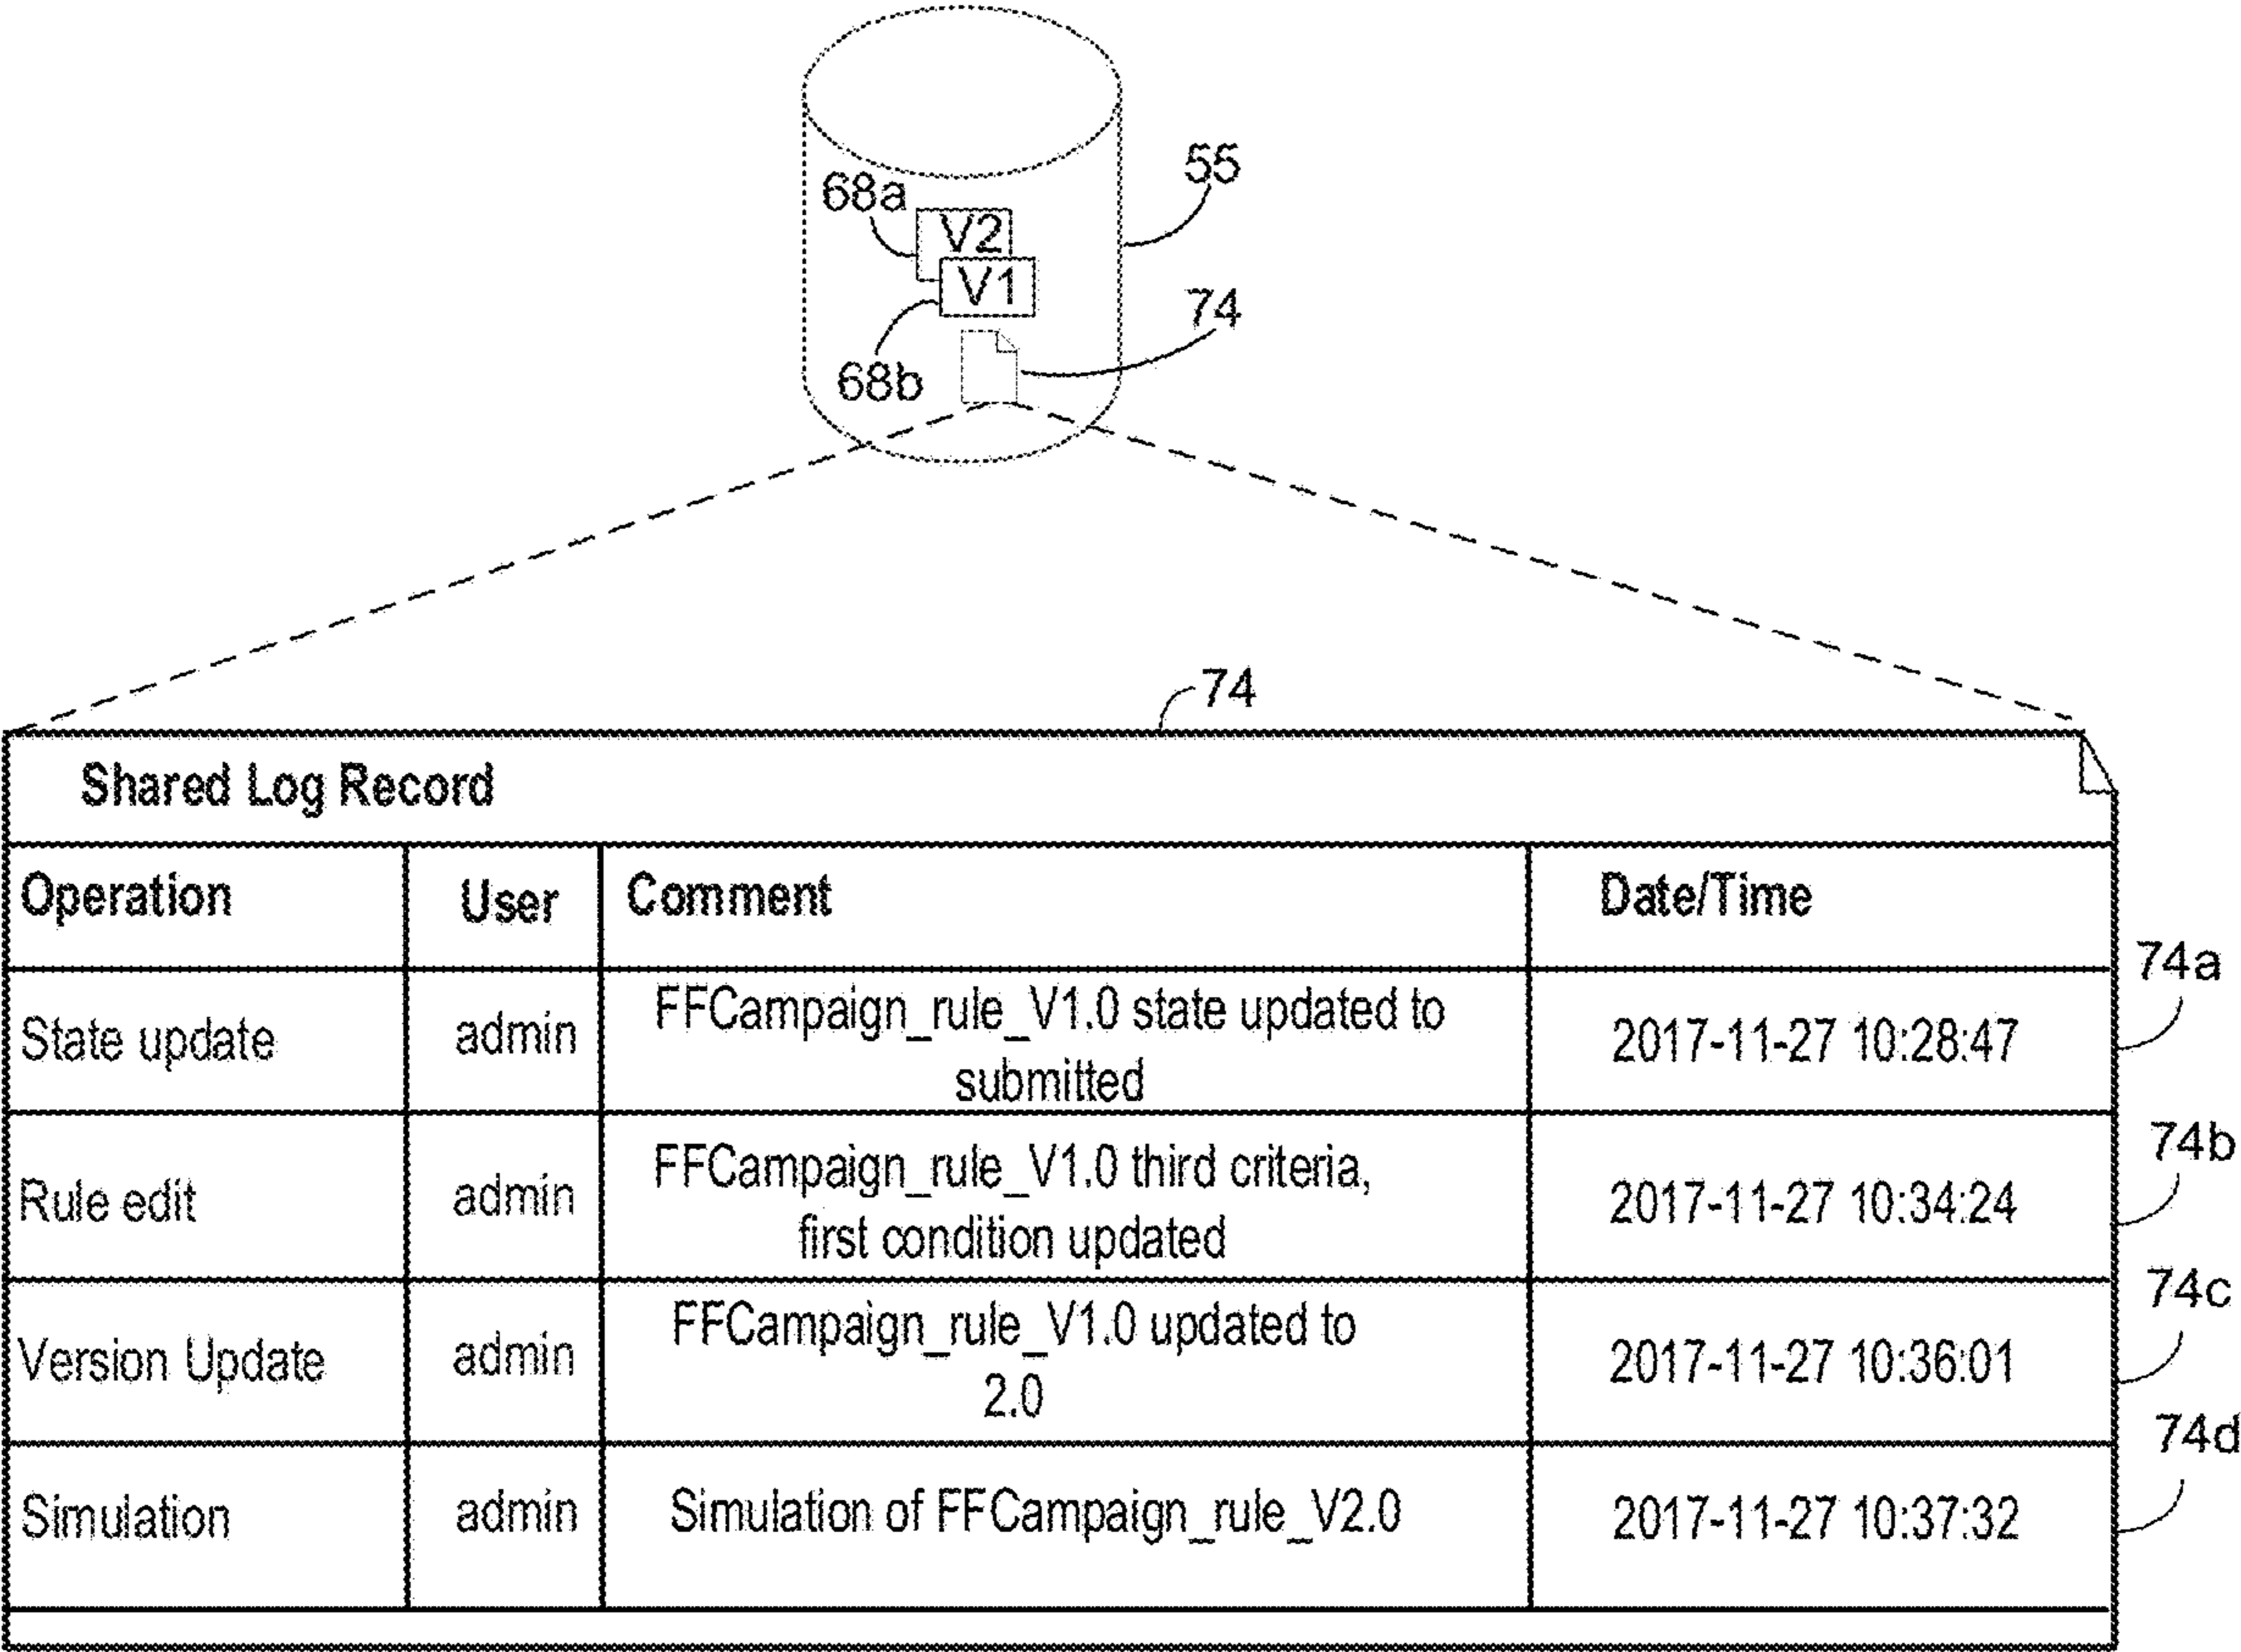 55
68a
V2
V1
74
68b
74
Shared Log Record
Operation User Comment Date/Time
74a
State update admin FFCampaign_rule_V1.0 state updated to
submitted 2017-11-27 10:28:47
74b
Rule edit admin FFCampaign_rule_V1.0 third criteria,
first condition updated 2017-11-27 10:34:24
74c
Version Update admin FFCampaign_rule_V1.0 updated to
2.0 2017-11-27 10:36:01
74d
Simulation admin Simulation of FFCampaign_rule_V2.0 2017-11-27 10:37:32